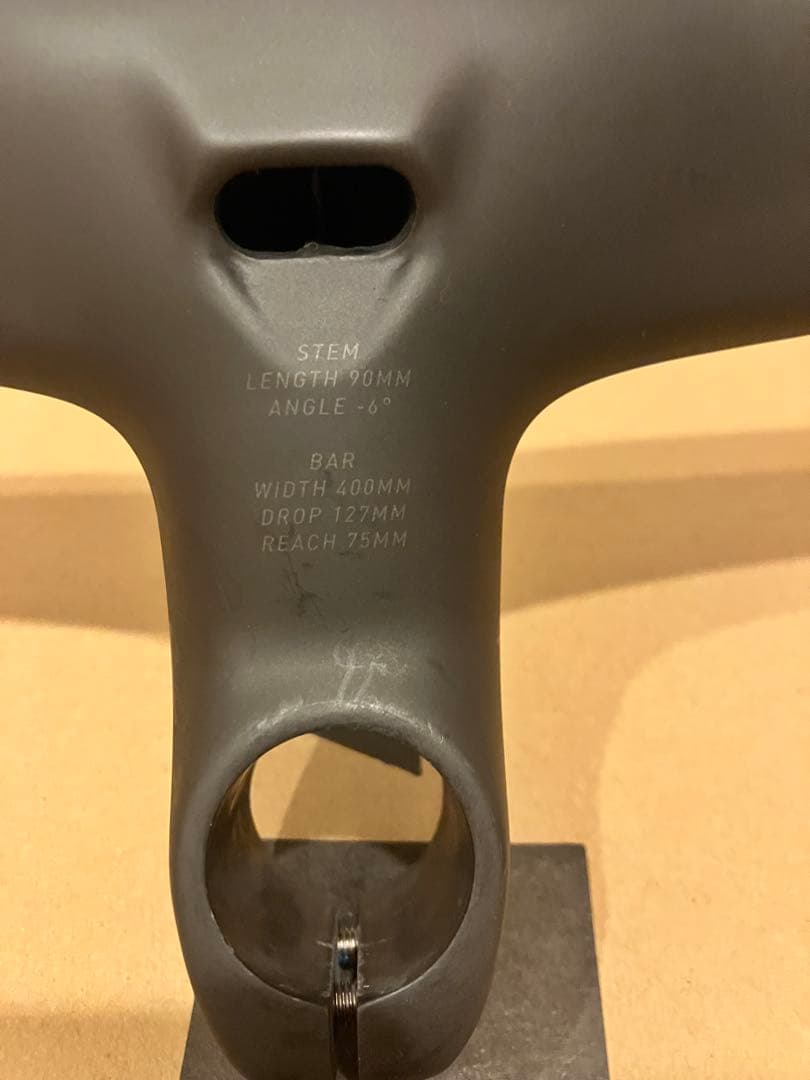 STEM
LENGTH 90MM
ANGLE -6°
BAR
WIDTH 400MM
DROP 127MM
REACH 75MM